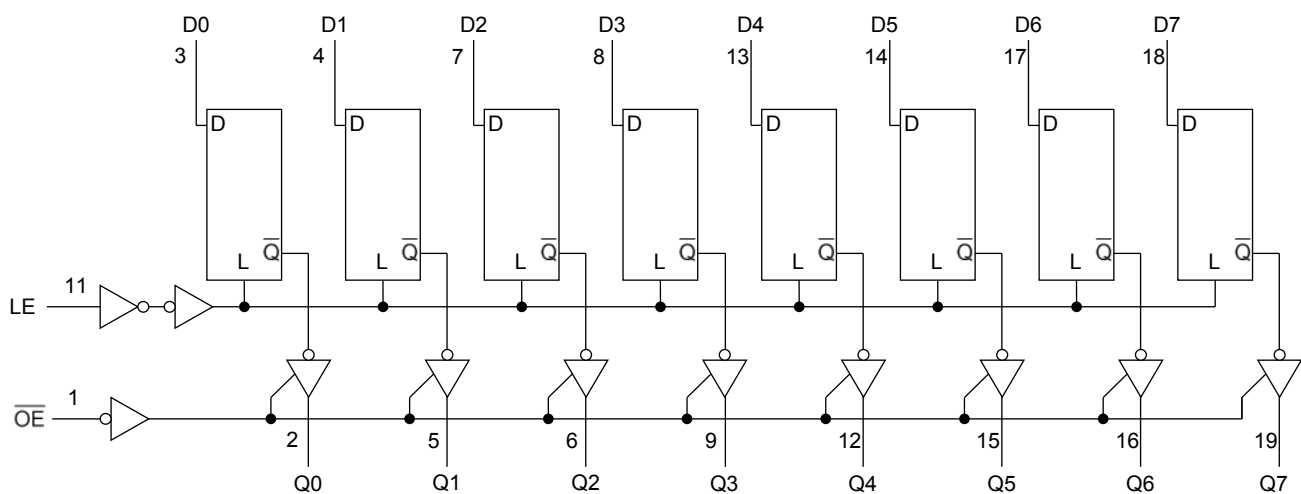 D0 D1 D2 D3 D4 D5 D6 D7
3 4 7 8 13 14 17 18
D D D D D D D D
Q̅ Q̅ Q̅ Q̅ Q̅ Q̅ Q̅ Q̅
L L L L L L L L
11
LE
1
O̅E̅
2 5 6 9 12 15 16 19
Q0 Q1 Q2 Q3 Q4 Q5 Q6 Q7